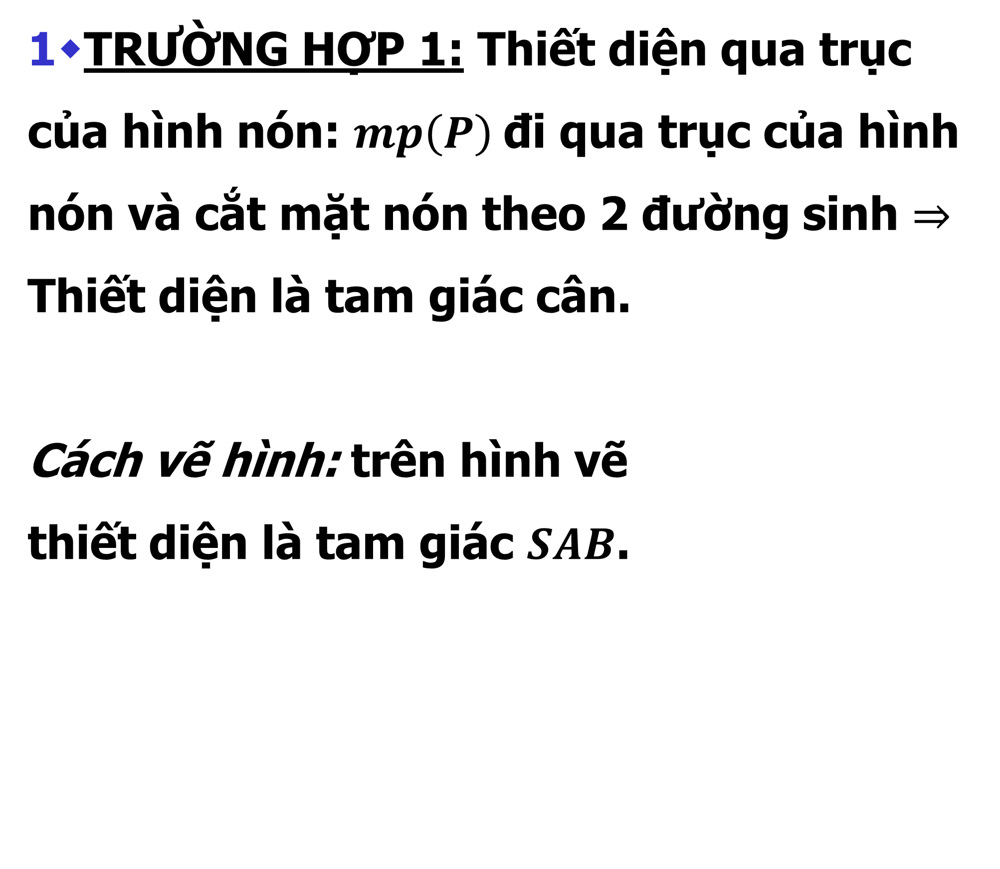 1◆TRƯỜNG HỢP 1: Thiết diện qua trục
của hình nón: mp(P) đi qua trục của hình
nón và cắt mặt nón theo 2 đường sinh ⇒
Thiết diện là tam giác cân.
Cách vẽ hình: trên hình vẽ
thiết diện là tam giác SAB.